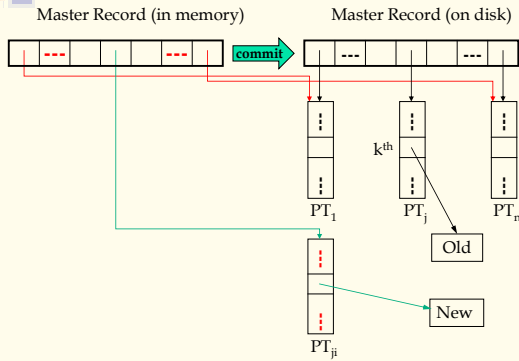 Master Record (in memory)
Master Record (on disk)
commit
kth
PT1
PTj
PTn
Old
New
PTji